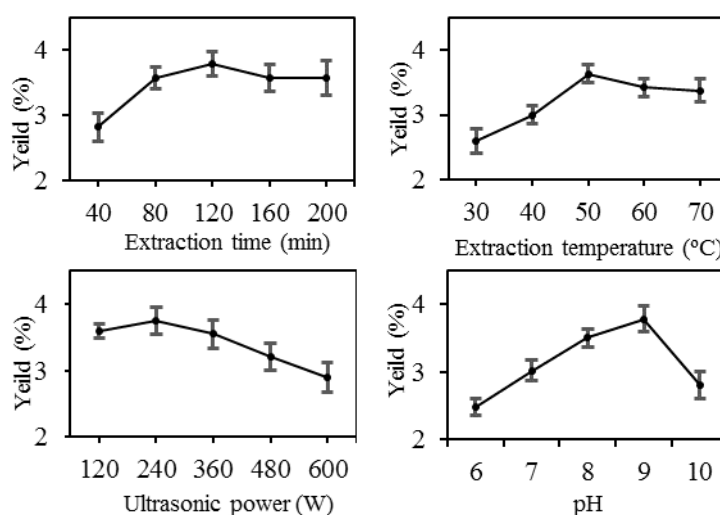 Yeild (%)
4
3
2
40 80 120 160 200
Extraction time (min)
Yeild (%)
4
3
2
30 40 50 60 70
Extraction temperature (°C)
Yeild (%)
4
3
2
120 240 360 480 600
Ultrasonic power (W)
Yeild (%)
4
3
2
6 7 8 9 10
pH